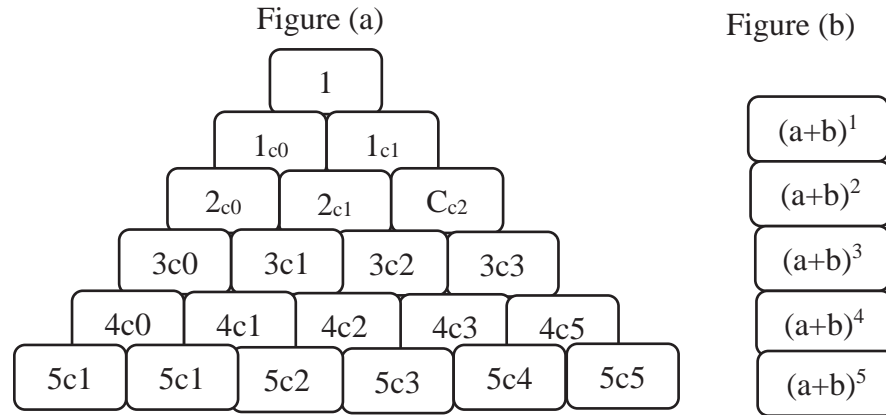 Figure (a)
Figure (b)
1
1c0 1c1
(a+b)^1
2c0 2c1 Cc2
(a+b)^2
3c0 3c1 3c2 3c3
(a+b)^3
4c0 4c1 4c2 4c3 4c5
(a+b)^4
5c1 5c1 5c2 5c3 5c4 5c5
(a+b)^5